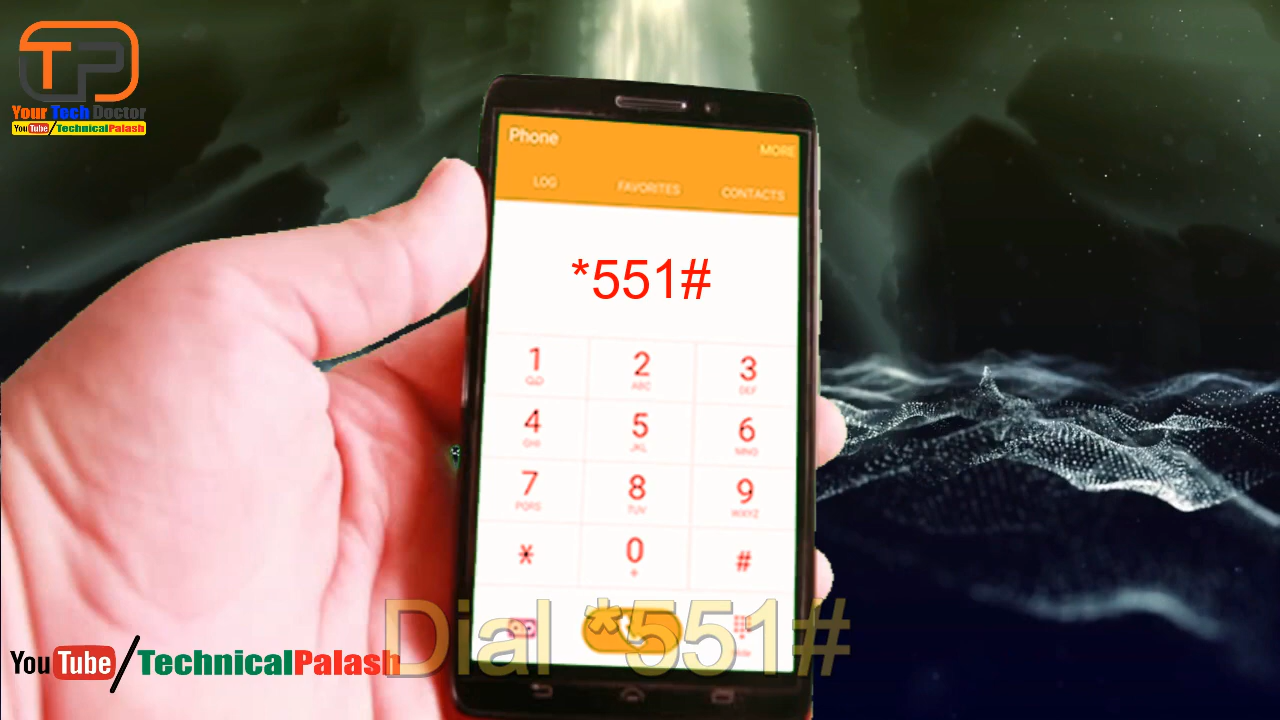 TP
Your Tech Doctor
YouTube/TechnicalPalash
Phone
MORE
LOG FAVORITES CONTACTS
*551#
1 2 3
ABC DEF
4 5 6
GHI JKL MNO
7 8 9
PQRS TUV WXYZ
* 0 #
+
Dial *551#
YouTube/TechnicalPalash